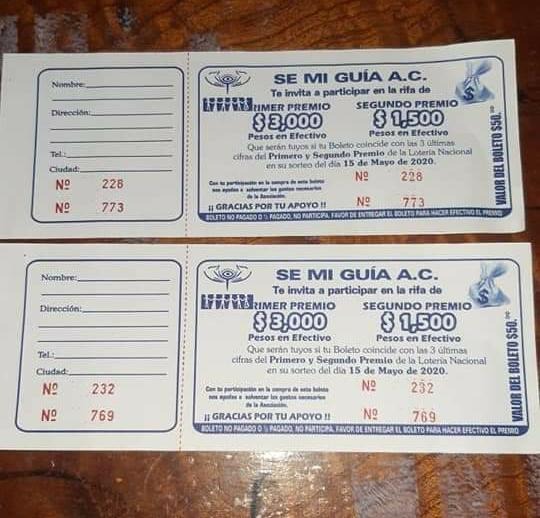 Nombre:
Dirección:
Tel.:
Ciudad:
Nº 228
Nº 773
SE MI GUÍA A.C.
Te invita a participar en la rifa de
PRIMER PREMIO SEGUNDO PREMIO
$3,000 $1,500
Pesos en Efectivo Pesos en Efectivo
Que serán tuyos si tu Boleto coincide con las 3 últimas
cifras del Primero y Segundo Premio de la Lotería Nacional
en su sorteo del día 15 de Mayo de 2020.
Con tu participación en la compra de este boleto
nos ayudas a solventar los gastos necesarios
de la Asociación.
¡¡ GRACIAS POR TU APOYO !!
Nº 228
Nº 773
VALOR DEL BOLETO $50.00
BOLETO NO PAGADO O ½ PAGADO, NO PARTICIPA. FAVOR DE ENTREGAR EL BOLETO PARA HACER EFECTIVO EL PREMIO
Nombre:
Dirección:
Tel.:
Ciudad:
Nº 232
Nº 769
SE MI GUÍA A.C.
Te invita a participar en la rifa de
PRIMER PREMIO SEGUNDO PREMIO
$3,000 $1,500
Pesos en Efectivo Pesos en Efectivo
Que serán tuyos si tu Boleto coincide con las 3 últimas
cifras del Primero y Segundo Premio de la Lotería Nacional
en su sorteo del día 15 de Mayo de 2020.
Con tu participación en la compra de este boleto
nos ayudas a solventar los gastos necesarios
de la Asociación.
¡¡ GRACIAS POR TU APOYO !!
Nº 232
Nº 769
VALOR DEL BOLETO $50.00
BOLETO NO PAGADO O ½ PAGADO, NO PARTICIPA. FAVOR DE ENTREGAR EL BOLETO PARA HACER EFECTIVO EL PREMIO